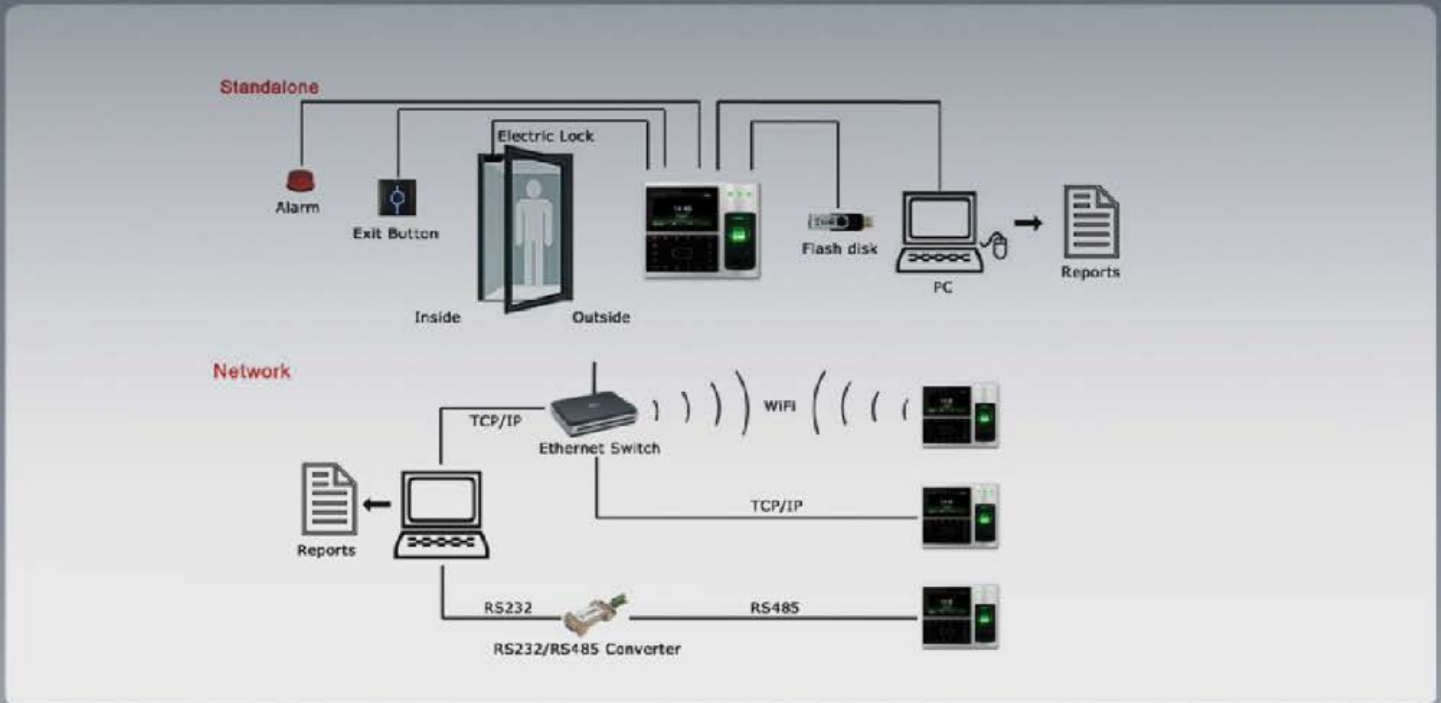 Standalone
Electric Lock
Alarm
Exit Button
Flash disk
PC
Reports
Inside
Outside
Network
WiFi
TCP/IP
Ethernet Switch
TCP/IP
Reports
RS232
RS485
RS232/RS485 Converter